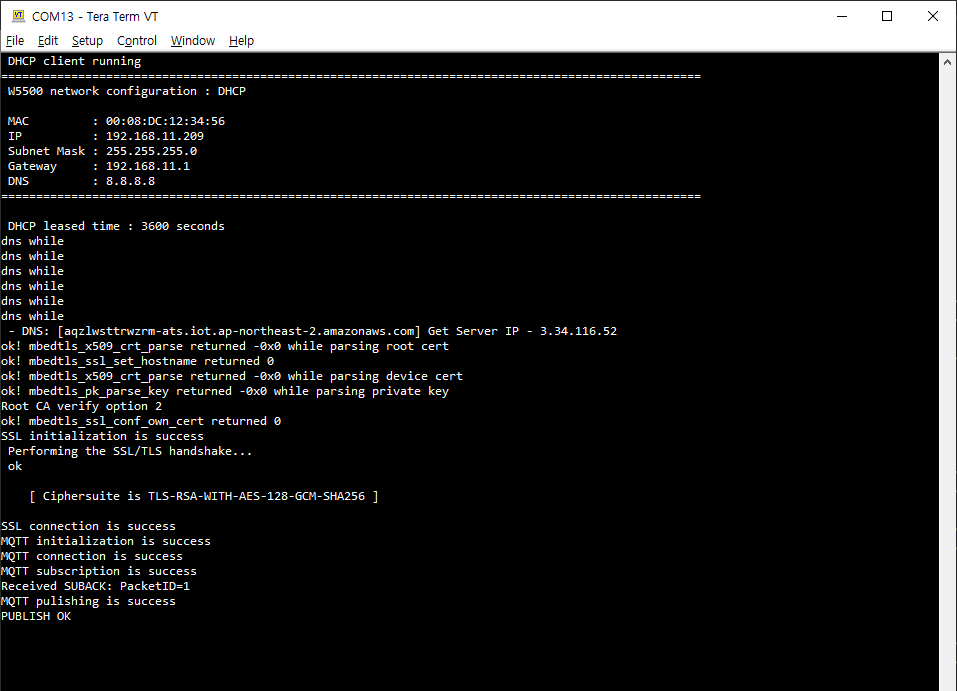 VT COM13 - Tera Term VT
File Edit Setup Control Window Help
DHCP client running
====================================================================================================
W5500 network configuration : DHCP
MAC : 00:08:DC:12:34:56
IP : 192.168.11.209
Subnet Mask : 255.255.255.0
Gateway : 192.168.11.1
DNS : 8.8.8.8
====================================================================================================
DHCP leased time : 3600 seconds
dns while
dns while
dns while
dns while
dns while
dns while
- DNS: [aqzlwsttrwzrm-ats.iot.ap-northeast-2.amazonaws.com] Get Server IP - 3.34.116.52
ok! mbedtls_x509_crt_parse returned -0x0 while parsing root cert
ok! mbedtls_ssl_set_hostname returned 0
ok! mbedtls_x509_crt_parse returned -0x0 while parsing device cert
ok! mbedtls_pk_parse_key returned -0x0 while parsing private key
Root CA verify option 2
ok! mbedtls_ssl_conf_own_cert returned 0
SSL initialization is success
Performing the SSL/TLS handshake...
ok
[ Ciphersuite is TLS-RSA-WITH-AES-128-GCM-SHA256 ]
SSL connection is success
MQTT initialization is success
MQTT connection is success
MQTT subscription is success
Received SUBACK: PacketID=1
MQTT pulishing is success
PUBLISH OK